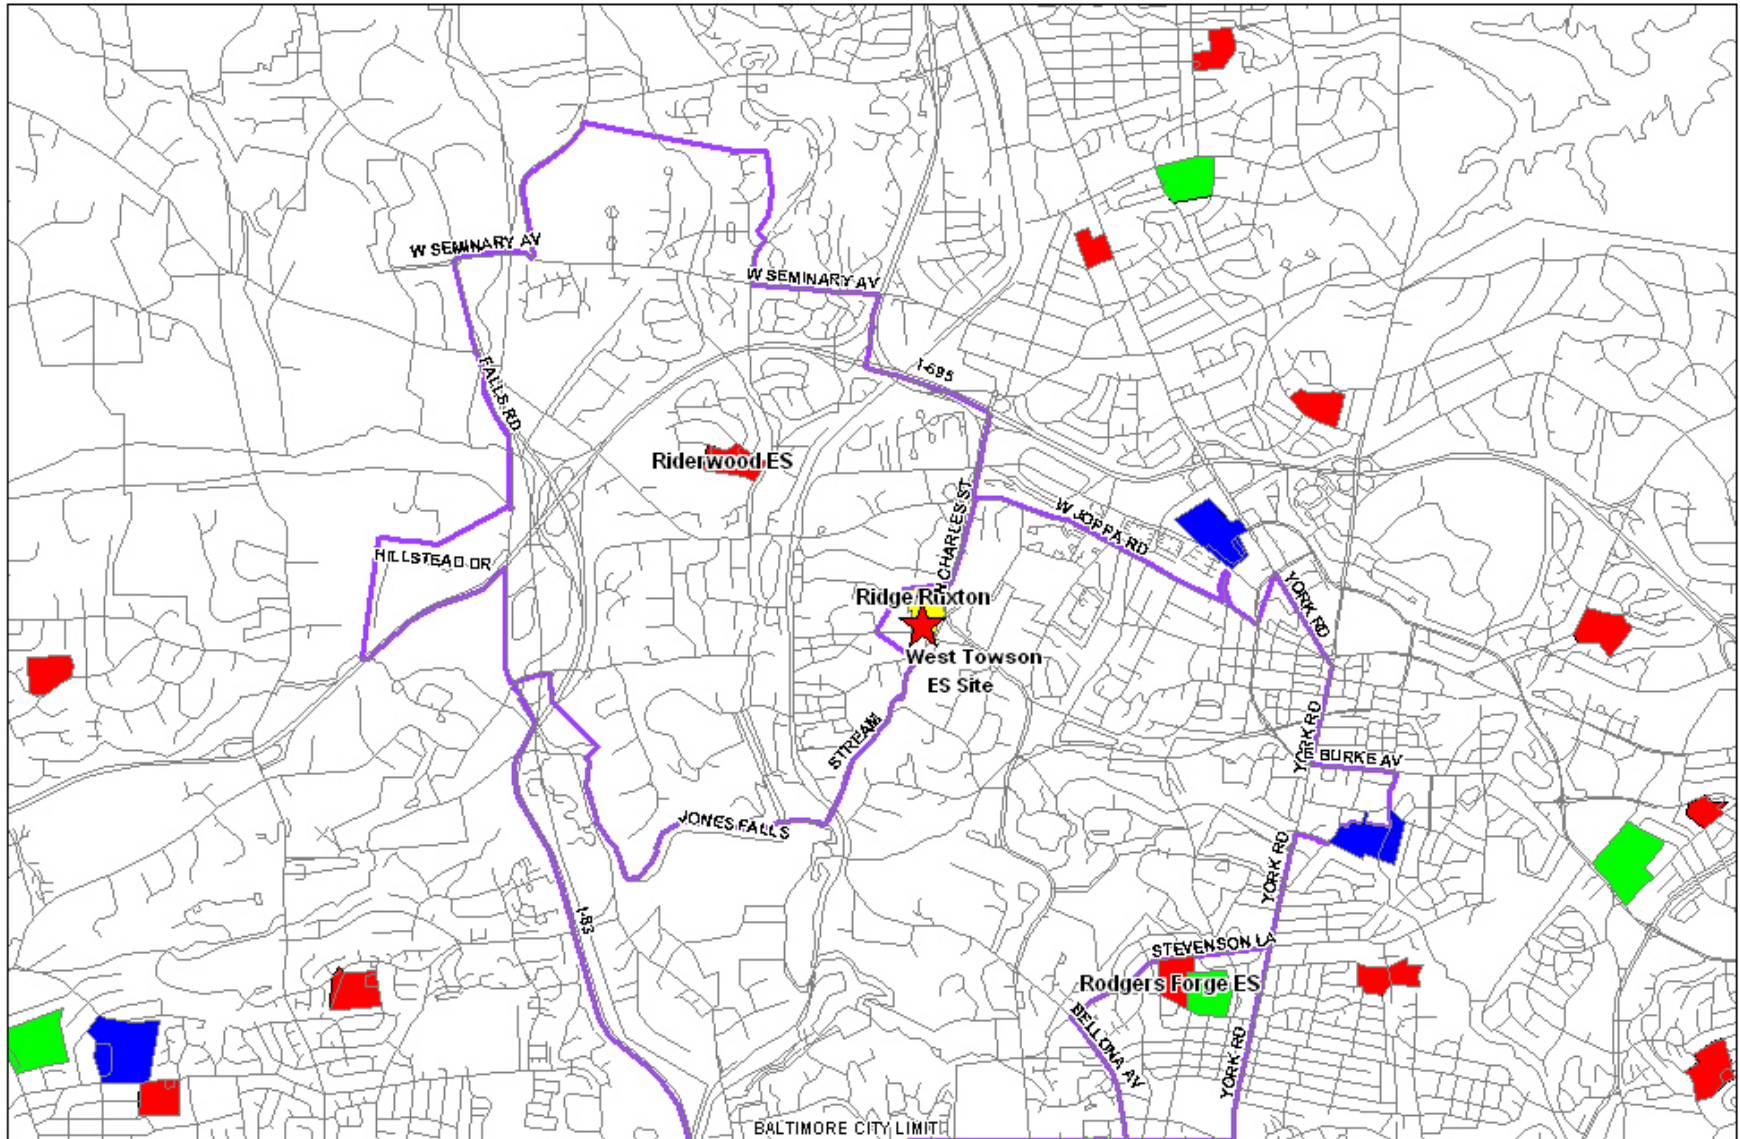 W SEMINARY AV
W SEMINARY AV
I-695
FALLS RD
Riderwood ES
CHARLES ST
W JOPPA RD
HILLSTEAD DR
YORK RD
Ridge Ruxton
West Towson
ES Site
YORK RD
STREAM
E BURKE AV
JONES FALLS
YORK RD
I-83
STEVENSON LA
Rodgers Forge ES
BELLONA AV
YORK RD
BALTIMORE CITY LIMIT